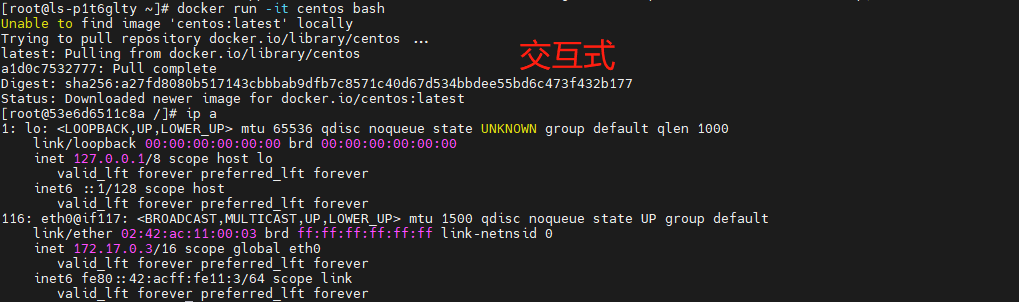 [root@ls-p1t6glty ~]# docker run -it centos bash
Unable to find image 'centos:latest' locally
Trying to pull repository docker.io/library/centos ...
latest: Pulling from docker.io/library/centos
交互式
a1d0c7532777: Pull complete
Digest: sha256:a27fd8080b517143cbbbab9dfb7c8571c40d67d534bbdee55bd6c473f432b177
Status: Downloaded newer image for docker.io/centos:latest
[root@53e6d6511c8a /]# ip a
1: lo: <LOOPBACK,UP,LOWER_UP> mtu 65536 qdisc noqueue state UNKNOWN group default qlen 1000
    link/loopback 00:00:00:00:00:00 brd 00:00:00:00:00:00
    inet 127.0.0.1/8 scope host lo
       valid_lft forever preferred_lft forever
    inet6 ::1/128 scope host
       valid_lft forever preferred_lft forever
116: eth0@if117: <BROADCAST,MULTICAST,UP,LOWER_UP> mtu 1500 qdisc noqueue state UP group default
    link/ether 02:42:ac:11:00:03 brd ff:ff:ff:ff:ff:ff link-netnsid 0
    inet 172.17.0.3/16 scope global eth0
       valid_lft forever preferred_lft forever
    inet6 fe80::42:acff:fe11:3/64 scope link
       valid_lft forever preferred_lft forever